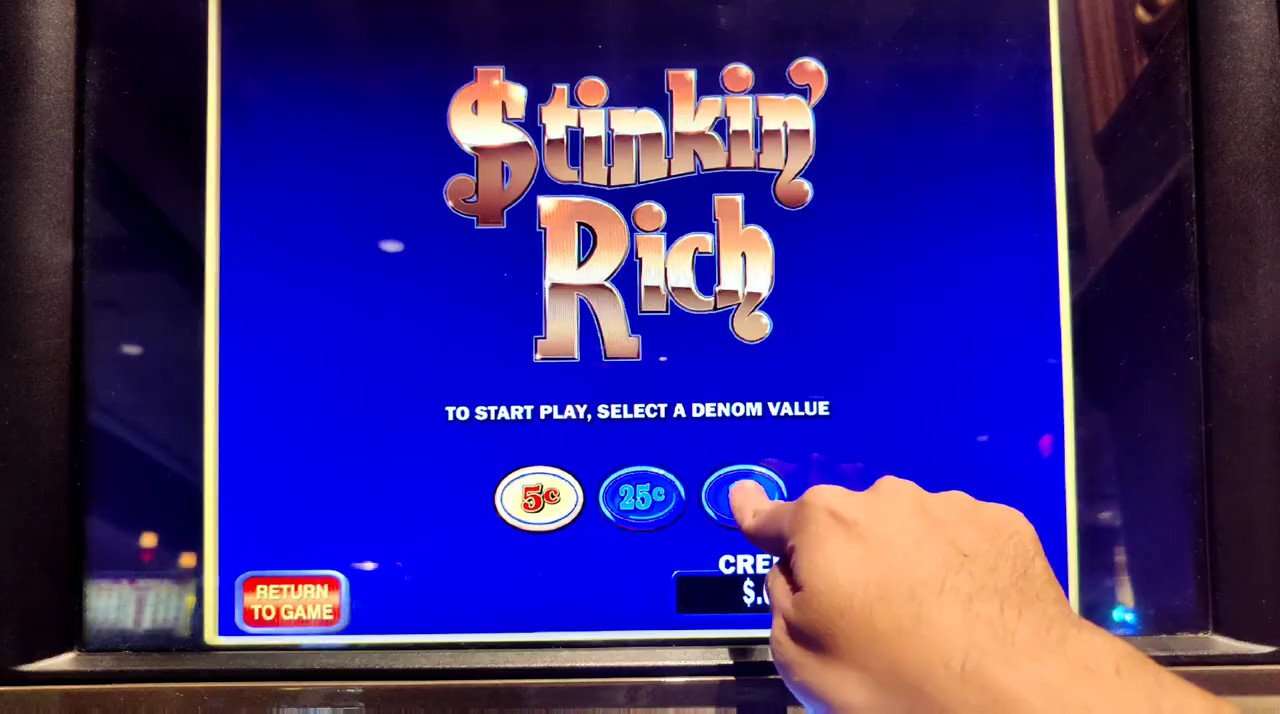 $tinkin'
Rich
TO START PLAY, SELECT A DENOM VALUE
5¢ 25¢
RETURN
TO GAME